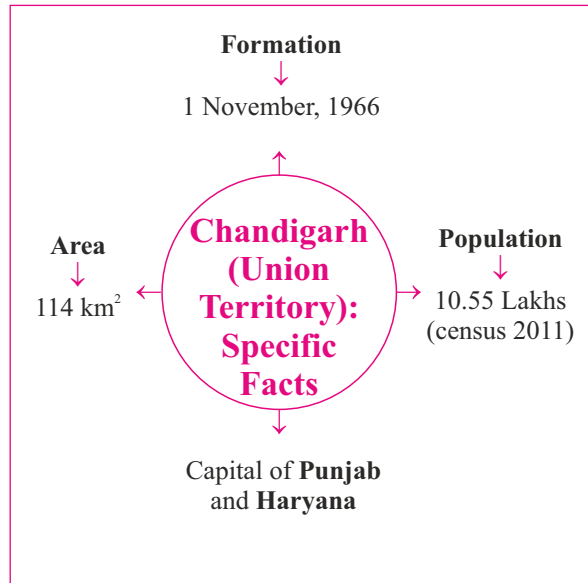 Formation
↓
1 November, 1966
Chandigarh
(Union
Territory):
Specific
Facts
Area
↓
114 km²
Population
↓
10.55 Lakhs
(census 2011)
Capital of Punjab
and Haryana